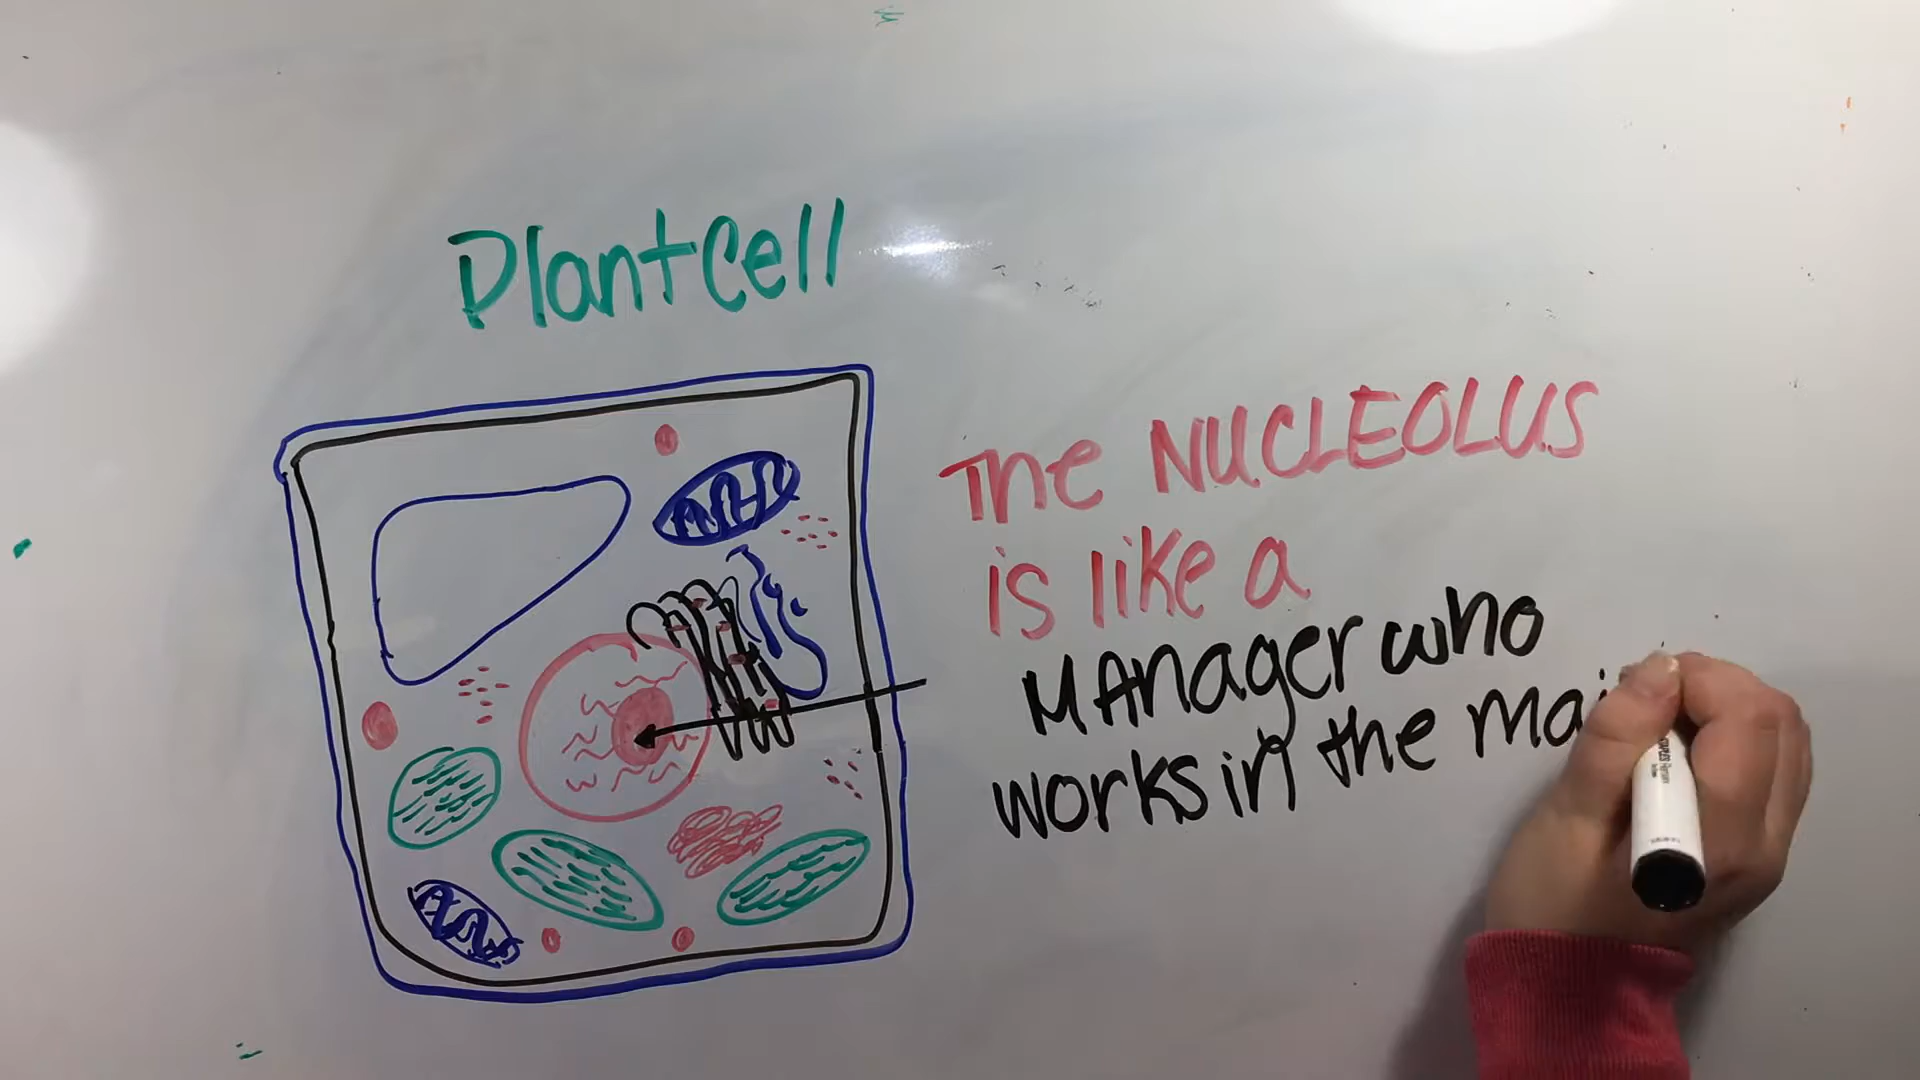 Plant Cell
The NUCLEOLUS
is like a
MAnager who
works in the mai